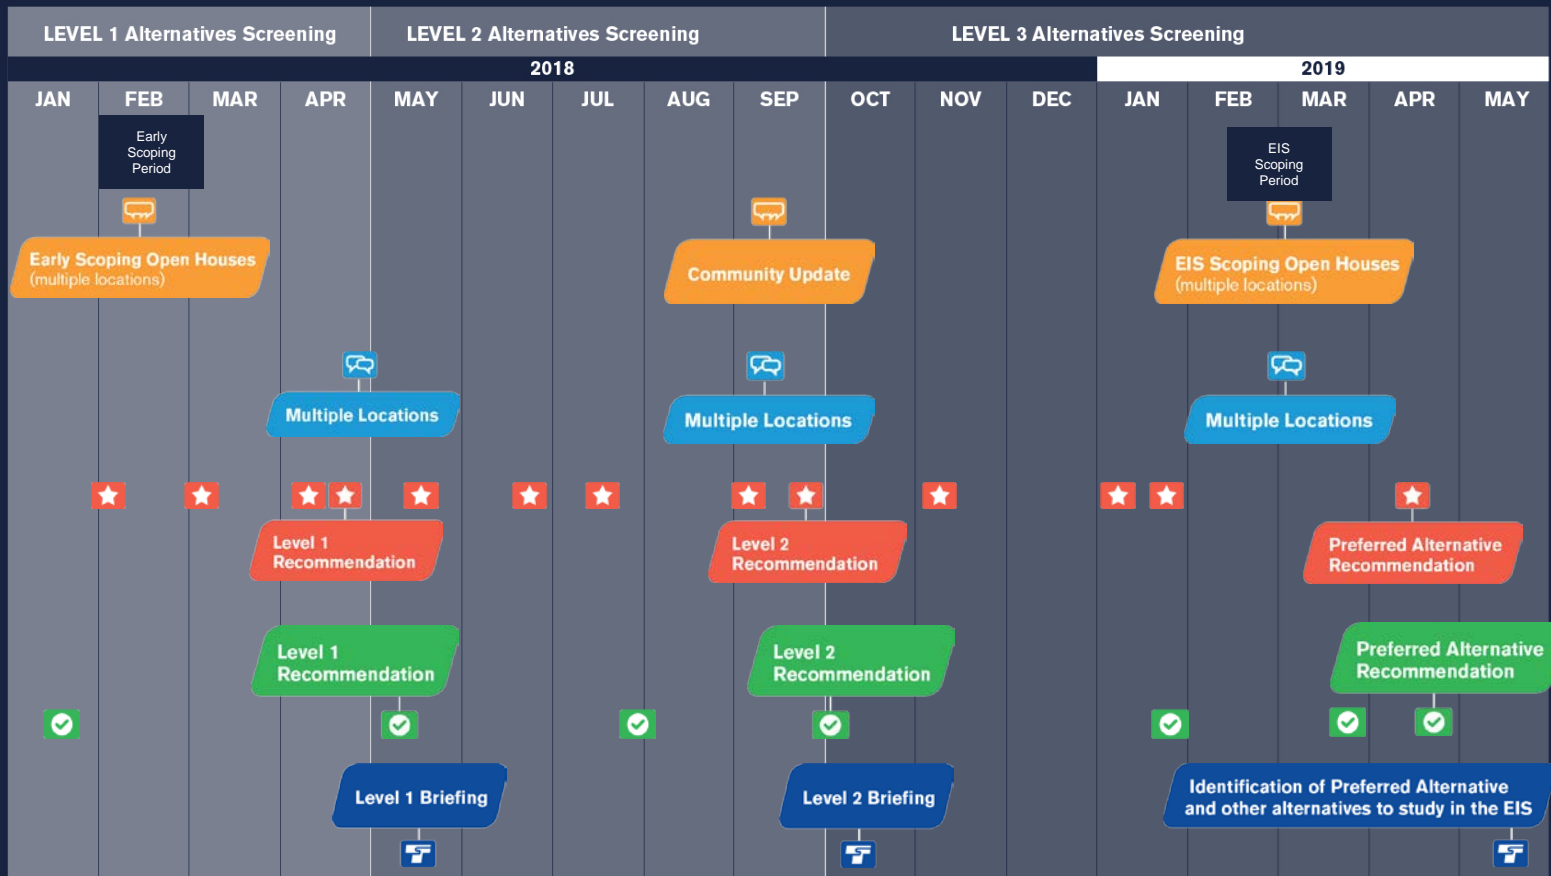 LEVEL 1 Alternatives Screening
LEVEL 2 Alternatives Screening
LEVEL 3 Alternatives Screening
2018
2019
JAN
FEB
MAR
APR
MAY
JUN
JUL
AUG
SEP
OCT
NOV
DEC
JAN
FEB
MAR
APR
MAY
Early
Scoping
Period
EIS
Scoping
Period
Early Scoping Open Houses
(multiple locations)
Community Update
EIS Scoping Open Houses
(multiple locations)
Multiple Locations
Multiple Locations
Multiple Locations
Level 1
Recommendation
Level 2
Recommendation
Preferred Alternative
Recommendation
Level 1
Recommendation
Level 2
Recommendation
Preferred Alternative
Recommendation
Level 1 Briefing
Level 2 Briefing
Identification of Preferred Alternative
and other alternatives to study in the EIS